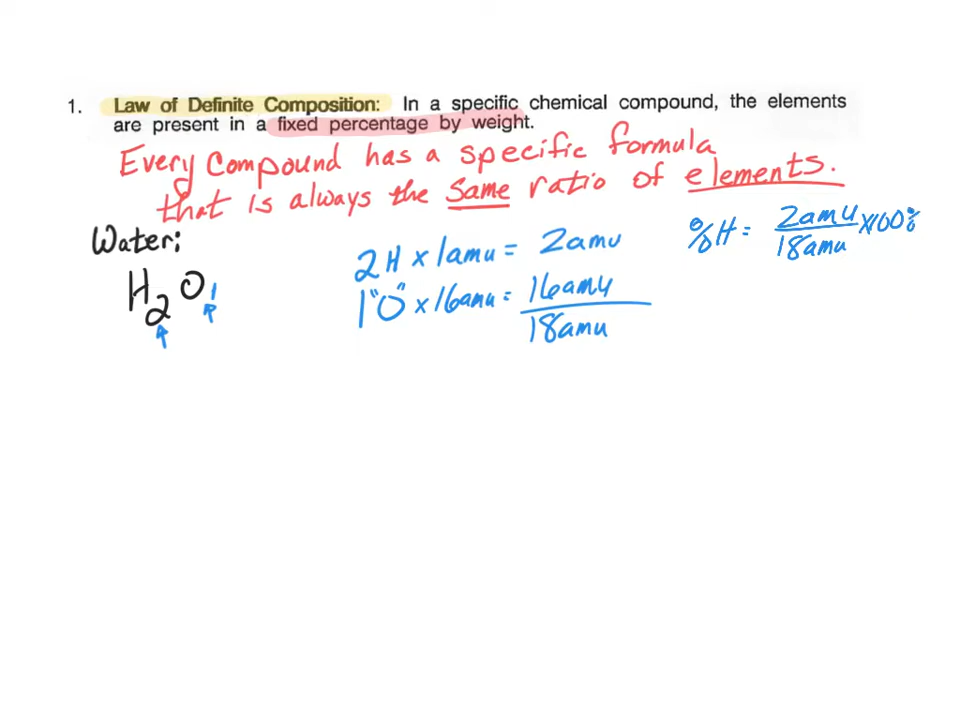 1. Law of Definite Composition: In a specific chemical compound, the elements
are present in a fixed percentage by weight.
Every compound has a specific formula
that is always the same ratio of elements.
Water:
H₂O₁
2H x 1amu = 2amu
1"O" x 16amu = 16amu
18amu
%H = 2amu/18amu x 100%